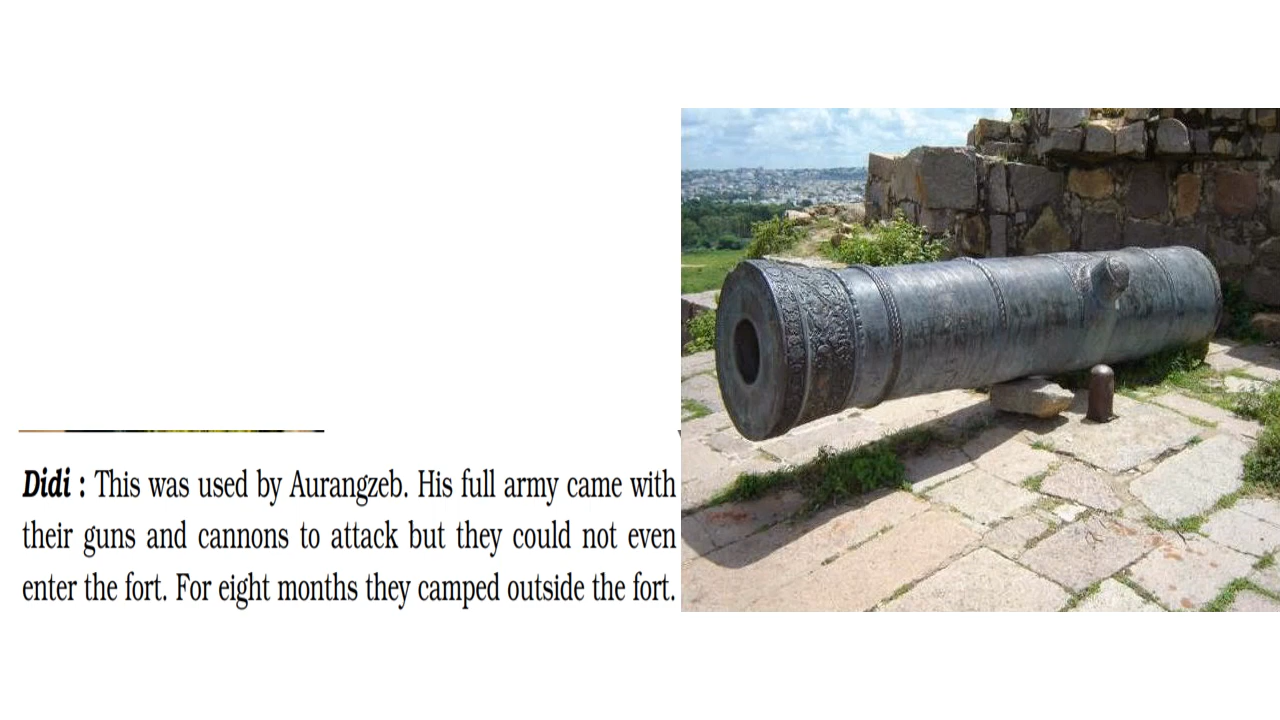 Didi : This was used by Aurangzeb. His full army came with
their guns and cannons to attack but they could not even
enter the fort. For eight months they camped outside the fort.